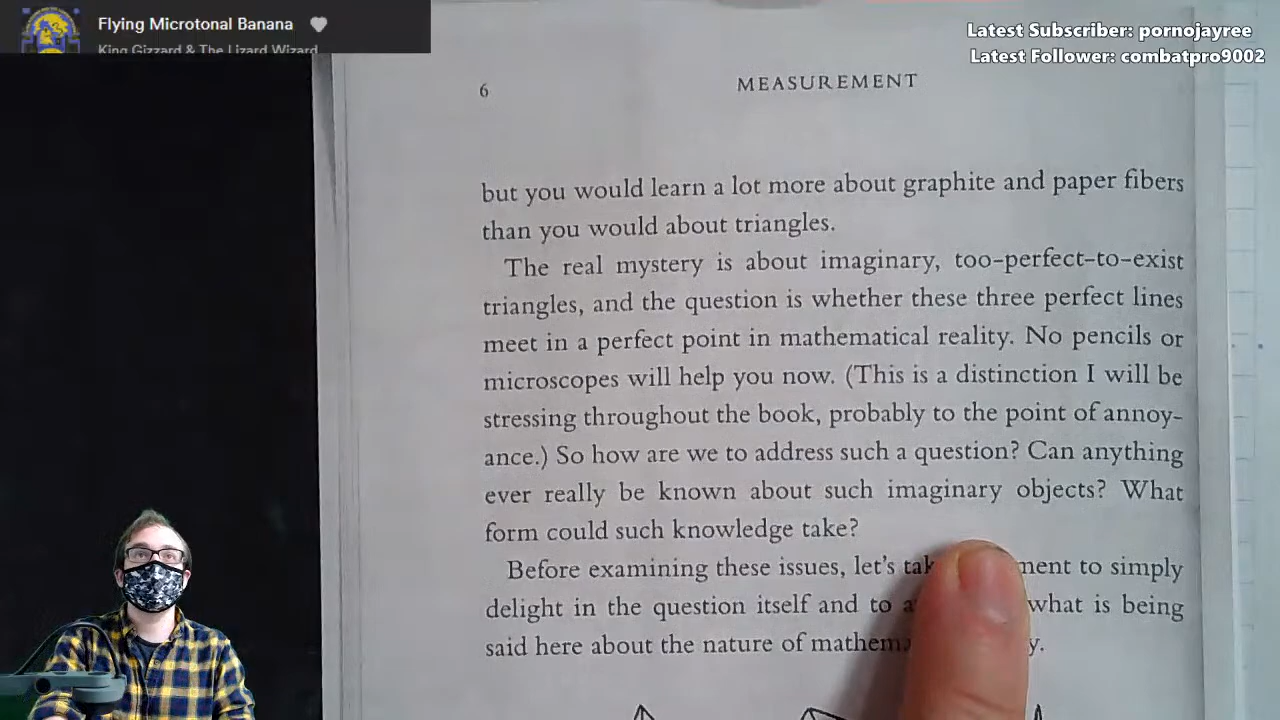 Flying Microtonal Banana
King Gizzard & The Lizard Wizard
Latest Subscriber: pornojayree
Latest Follower: combatpro9002
6 MEASUREMENT
but you would learn a lot more about graphite and paper fibers
than you would about triangles.
The real mystery is about imaginary, too-perfect-to-exist
triangles, and the question is whether these three perfect lines
meet in a perfect point in mathematical reality. No pencils or
microscopes will help you now. (This is a distinction I will be
stressing throughout the book, probably to the point of annoy-
ance.) So how are we to address such a question? Can anything
ever really be known about such imaginary objects? What
form could such knowledge take?
Before examining these issues, let's tak ment to simply
delight in the question itself and to a what is being
said here about the nature of mathem y.